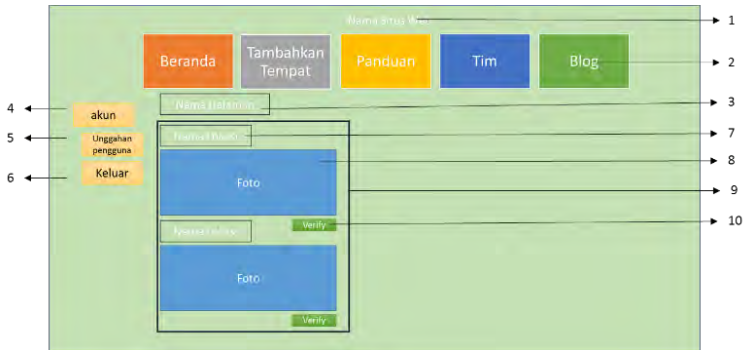 Nama Situs Web
1
Beranda
Tambahkan
Tempat
Panduan
Tim
Blog
2
Nama Halaman
3
4
akun
5
Unggahan
pengguna
6
Keluar
7
Foto
8
9
Verify
10
Foto
Verify